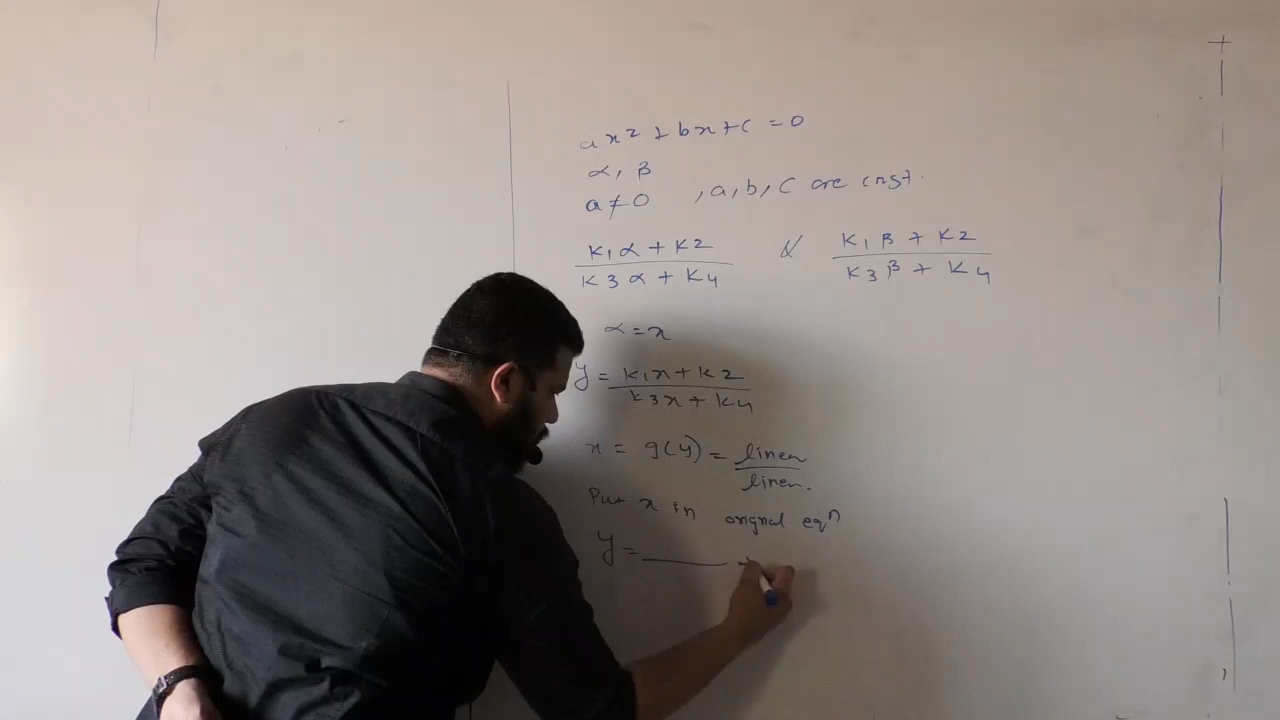 ax² + bx + c = 0
α, β
a ≠ 0 , a, b, c are cnst.
(K1α + K2)/(K3α + K4) & (K1β + K2)/(K3β + K4)
α = x
y = (K1x + K2)/(K3x + K4)
x = g(y) = linear/linear.
Put x in orignal eqⁿ
y = ______